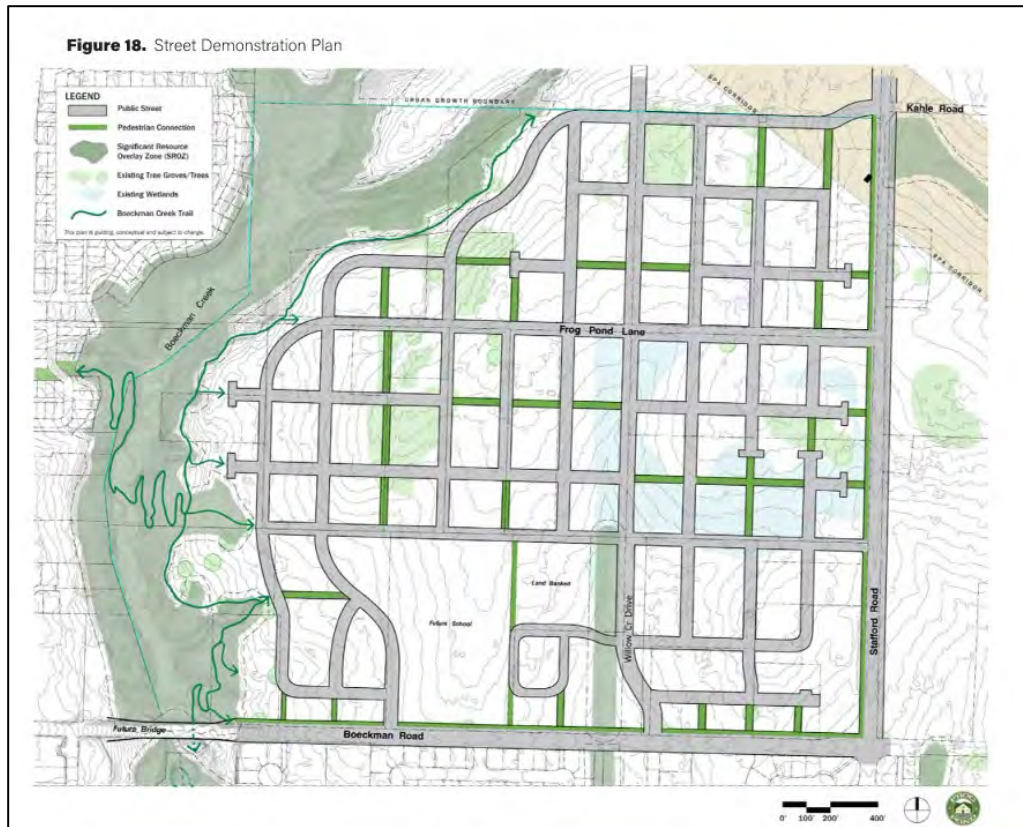 Figure 18. Street Demonstration Plan
LEGEND
Public Street
Pedestrian Connection
Significant Resource
Overlay Zone (SROZ)
Existing Tree Groves/Trees
Existing Wetlands
Boeckman Creek Trail
This plan is guiding, conceptual and subject to change.
URBAN GROWTH BOUNDARY
BPA CORRIDOR
Kahle Road
BPA CORRIDOR
Boeckman Creek
Frog Pond Lane
Land Banked
Future School
Willow Cr Drive
Stafford Road
Future Bridge
Boeckman Road
0' 100' 200' 400'